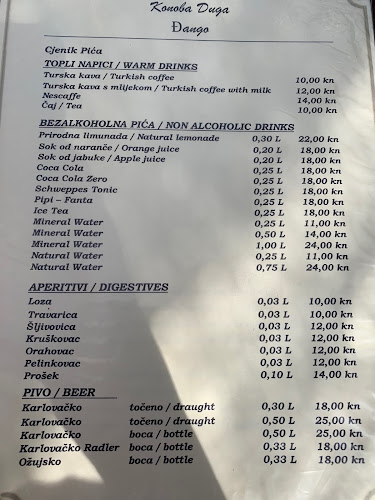 Konoba Duga
Đango
Cjenik Pića
TOPLI NAPICI / WARM DRINKS
Turska kava / Turkish coffee 10,00 kn
Turska kava s mlijekom / Turkish coffee with milk 12,00 kn
Nescaffe 14,00 kn
Čaj / Tea 10,00 kn
BEZALKOHOLNA PIĆA / NON ALCOHOLIC DRINKS
Prirodna limunada / Natural lemonade 0,30 L 22,00 kn
Sok od naranče / Orange juice 0,20 L 18,00 kn
Sok od jabuke / Apple juice 0,20 L 18,00 kn
Coca Cola 0,25 L 18,00 kn
Coca Cola Zero 0,25 L 18,00 kn
Schweppes Tonic 0,25 L 18,00 kn
Pipi – Fanta 0,25 L 18,00 kn
Ice Tea 0,25 L 18,00 kn
Mineral Water 0,25 L 11,00 kn
Mineral Water 0,50 L 14,00 kn
Mineral Water 1,00 L 24,00 kn
Natural Water 0,25 L 11,00 kn
Natural Water 0,75 L 24,00 kn
APERITIVI / DIGESTIVES
Loza 0,03 L 10,00 kn
Travarica 0,03 L 10,00 kn
Šljivovica 0,03 L 12,00 kn
Kruškovac 0,03 L 12,00 kn
Orahovac 0,03 L 12,00 kn
Pelinkovac 0,03 L 12,00 kn
Prošek 0,10 L 14,00 kn
PIVO / BEER
Karlovačko točeno / draught 0,30 L 18,00 kn
Karlovačko točeno / draught 0,50 L 25,00 kn
Karlovačko boca / bottle 0,50 L 25,00 kn
Karlovačko Radler boca / bottle 0,33 L 18,00 kn
Ožujsko boca / bottle 0,33 L 18,00 kn